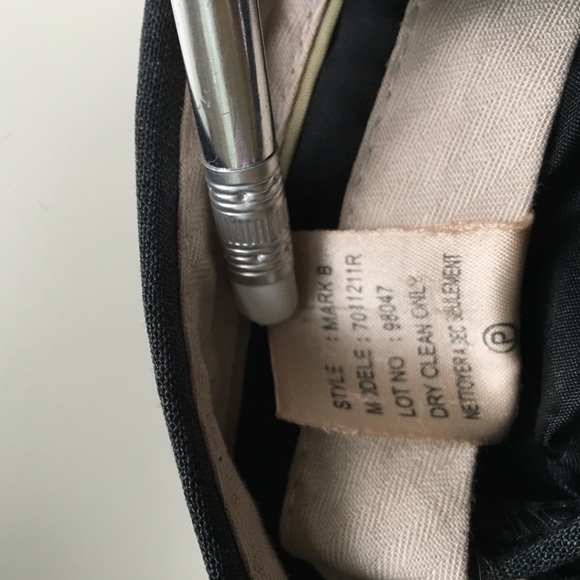 STYLE : MARK B
MODELE : 7011211R
LOT NO : 98047
DRY CLEAN ONLY
NETTOYER A SEC SEULEMENT
P